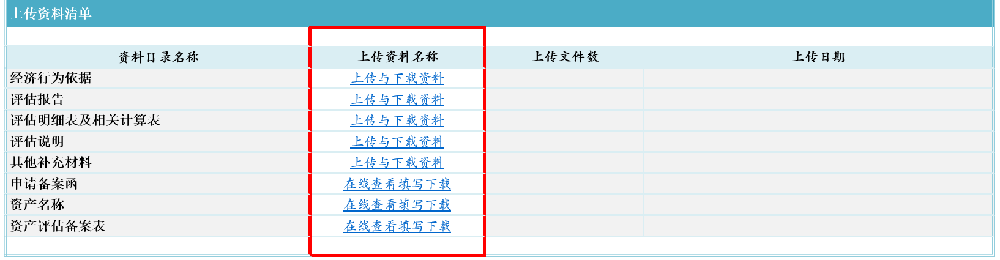 上传资料清单
资料目录名称 上传资料名称 上传文件数 上传日期
经济行为依据 上传与下载资料
评估报告 上传与下载资料
评估明细表及相关计算表 上传与下载资料
评估说明 上传与下载资料
其他补充材料 上传与下载资料
申请备案函 在线查看填写下载
资产名称 在线查看填写下载
资产评估备案表 在线查看填写下载